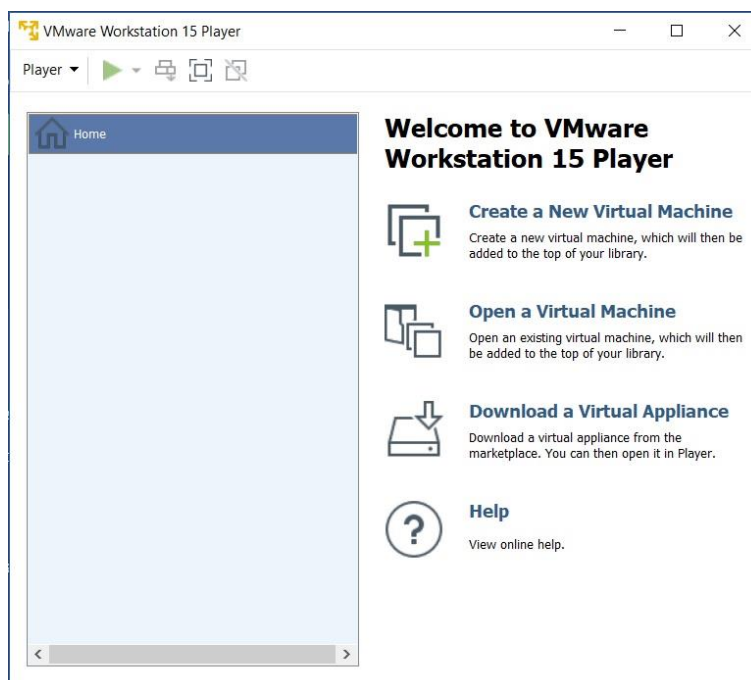 VMware Workstation 15 Player
Player
Home
Welcome to VMware
Workstation 15 Player
Create a New Virtual Machine
Create a new virtual machine, which will then be
added to the top of your library.
Open a Virtual Machine
Open an existing virtual machine, which will then
be added to the top of your library.
Download a Virtual Appliance
Download a virtual appliance from the
marketplace. You can then open it in Player.
Help
View online help.